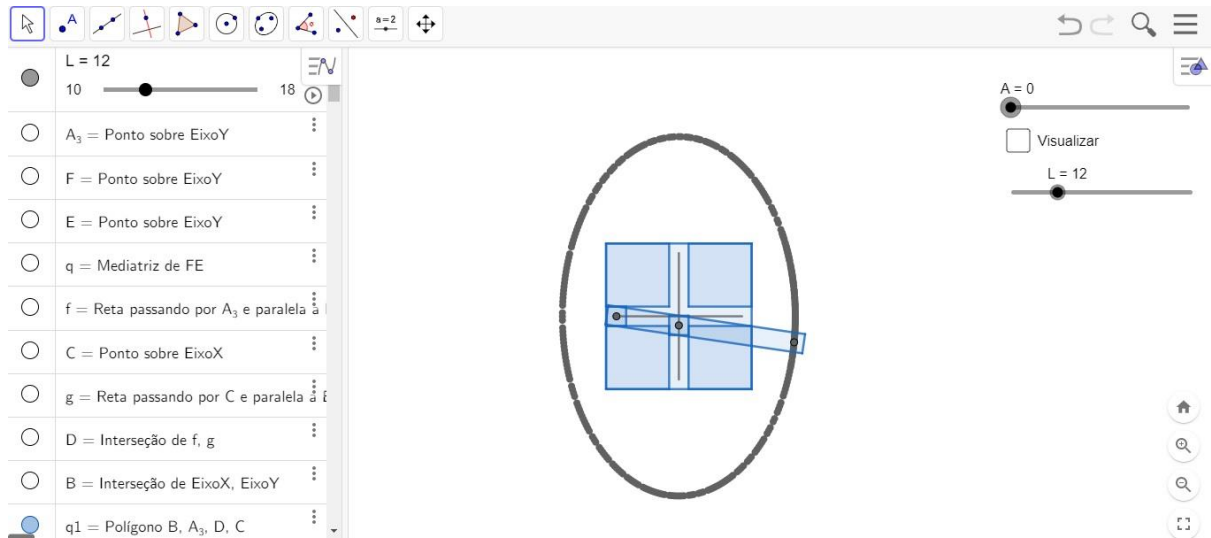 A
a=2
L = 12
10
18
A₃ = Ponto sobre EixoY
F = Ponto sobre EixoY
E = Ponto sobre EixoY
q = Mediatriz de FE
f = Reta passando por A₃ e paralela à
C = Ponto sobre EixoX
g = Reta passando por C e paralela à
D = Interseção de f, g
B = Interseção de EixoX, EixoY
q1 = Polígono B, A₃, D, C
A = 0
Visualizar
L = 12